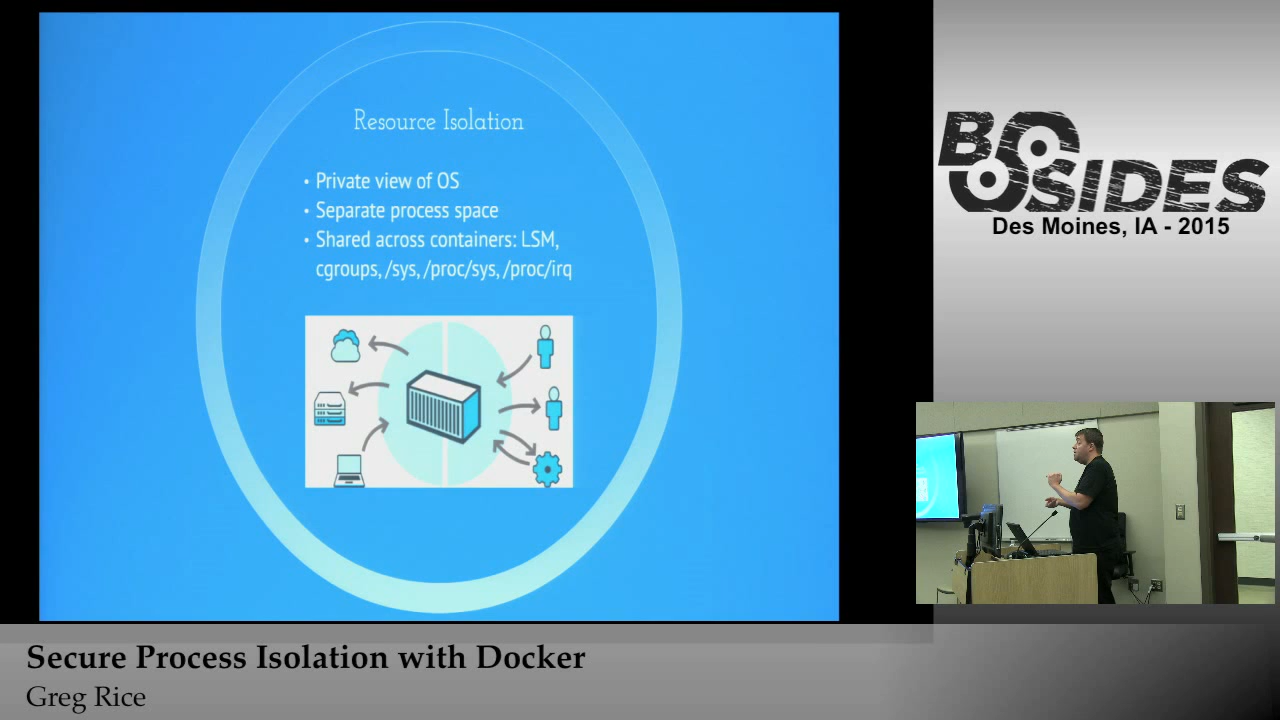 Resource Isolation
• Private view of OS
• Separate process space
• Shared across containers: LSM,
cgroups, /sys, /proc/sys, /proc/irq
BSIDES
Des Moines, IA - 2015
Secure Process Isolation with Docker
Greg Rice